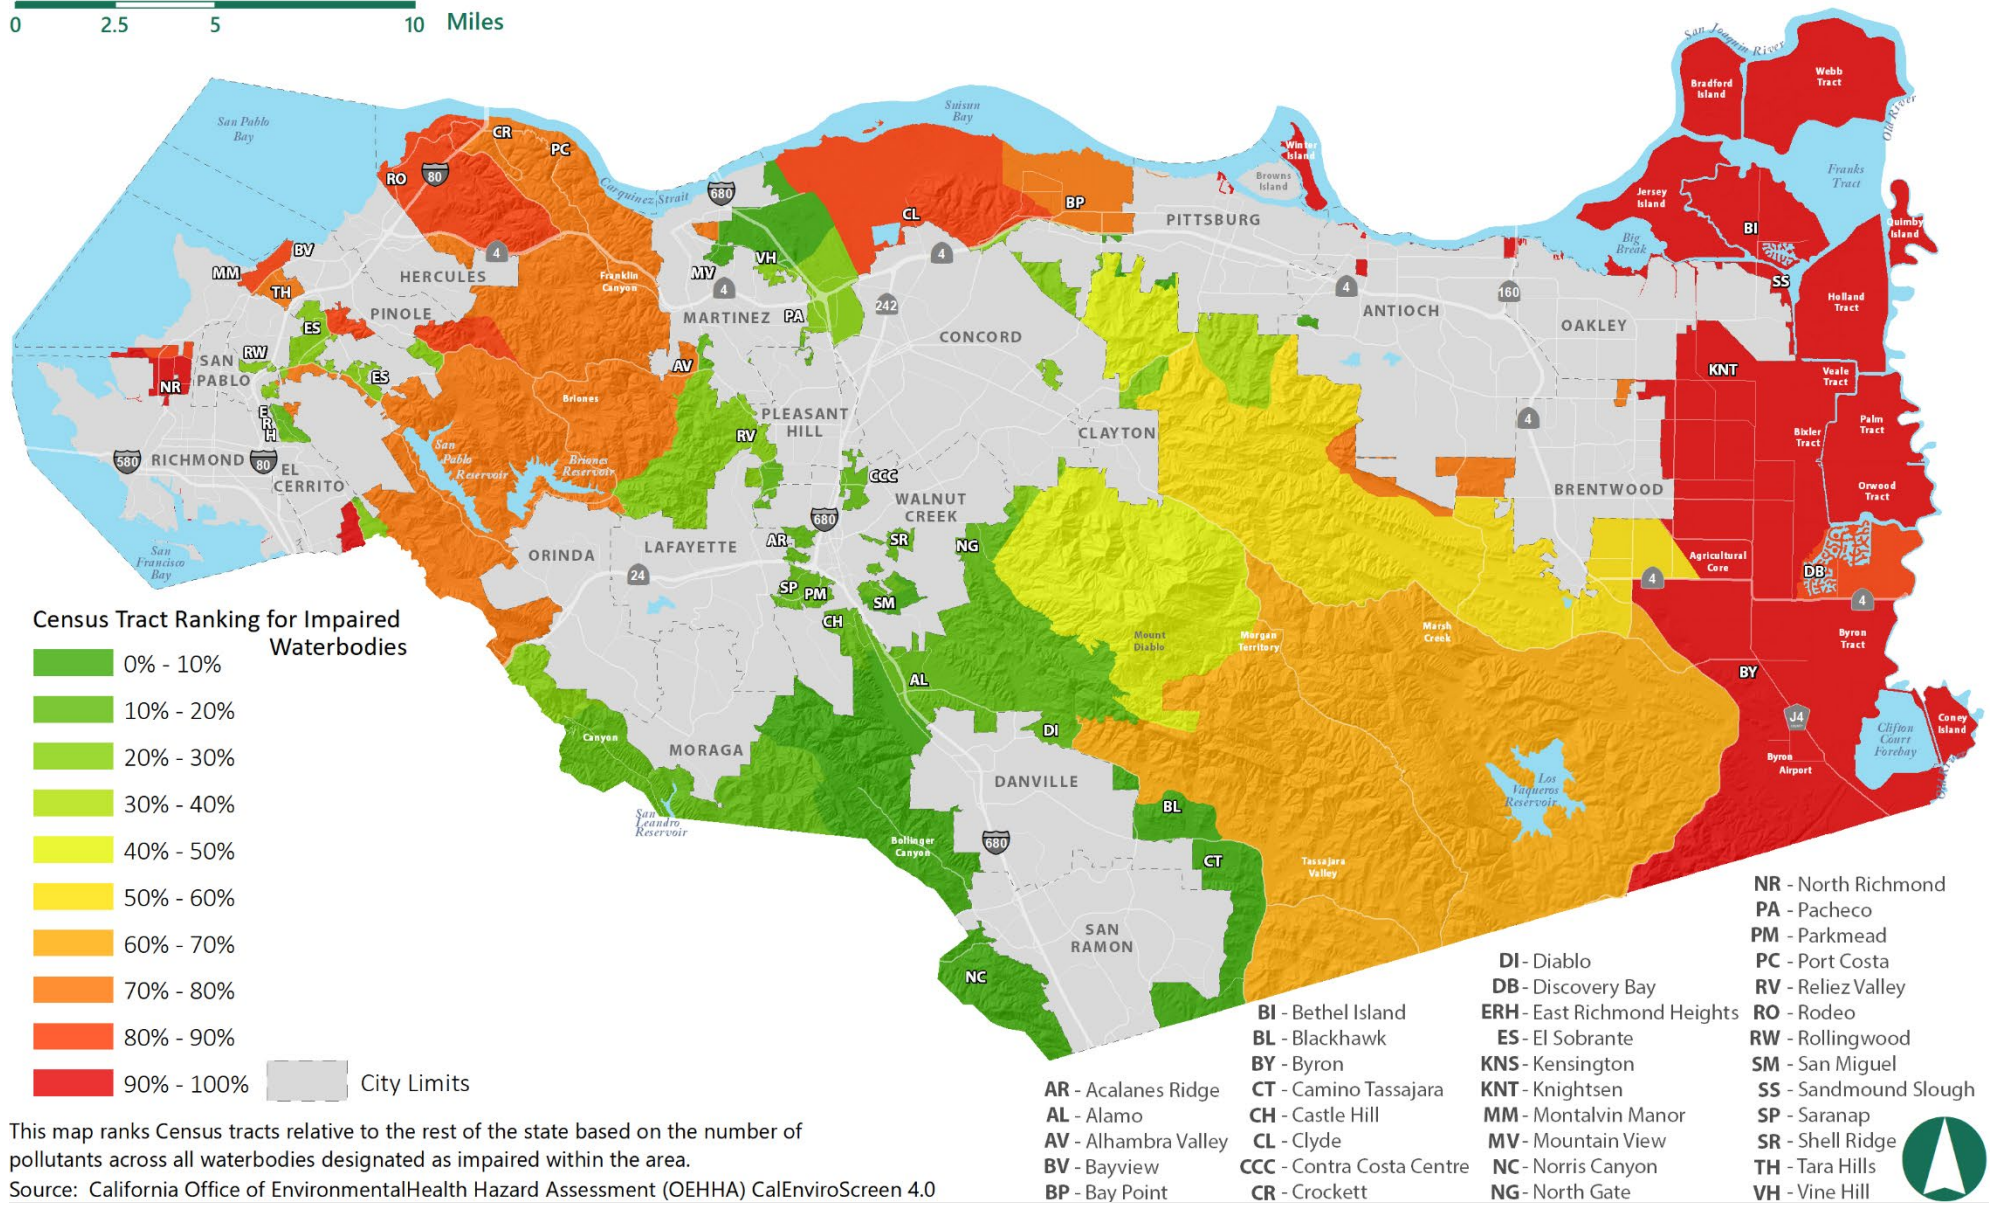 0 2.5 5 10 Miles
San Joaquin River
Webb
Tract
Bradford
Island
Old River
San Pablo
Bay
Suisun
Bay
CR
PC
RO
80
Carquinez Strait
680
Winter
Island
Browns
Island
Franks
Tract
Jersey
Island
BI
Quimby
Island
BP
CL
PITTSBURG
Big
Break
BV
4
HERCULES
MM
TH
Franklin
Canyon
MV
VH
4
4
SS
4
160
Holland
Tract
ES
PINOLE
242
MARTINEZ
PA
ANTIOCH
OAKLEY
CONCORD
RW
SAN
PABLO
NR
ES
AV
KNT
Veale
Tract
Briones
E
R
H
PLEASANT
HILL
RV
CLAYTON
4
Palm
Tract
Bixler
Tract
580
RICHMOND
80
EL
CERRITO
San
Pablo
Reservoir
Briones
Reservoir
CCC
WALNUT
CREEK
BRENTWOOD
Orwood
Tract
680
San
Francisco
Bay
ORINDA
LAFAYETTE
AR
SR
NG
24
Agricultural
Core
4
DB
4
SP
PM
SM
CH
Mount
Diablo
Morgan
Territory
Marsh
Creek
Byron
Tract
AL
BY
Canyon
MORAGA
DI
J4
Clifton
Court
Forebay
Coney
Island
Byron
Airport
Old River
DANVILLE
Los
Vaqueros
Reservoir
San
Leandro
Reservoir
BL
Bollinger
Canyon
680
CT
Tassajara
Valley
SAN
RAMON
NC
Census Tract Ranking for Impaired
Waterbodies
0% - 10%
10% - 20%
20% - 30%
30% - 40%
40% - 50%
50% - 60%
60% - 70%
70% - 80%
80% - 90%
90% - 100%
City Limits
This map ranks Census tracts relative to the rest of the state based on the number of
pollutants across all waterbodies designated as impaired within the area.
Source: California Office of EnvironmentalHealth Hazard Assessment (OEHHA) CalEnviroScreen 4.0
AR - Acalanes Ridge
AL - Alamo
AV - Alhambra Valley
BV - Bayview
BP - Bay Point
BI - Bethel Island
BL - Blackhawk
BY - Byron
CT - Camino Tassajara
CH - Castle Hill
CL - Clyde
CCC - Contra Costa Centre
CR - Crockett
DI - Diablo
DB - Discovery Bay
ERH - East Richmond Heights
ES - El Sobrante
KNS - Kensington
KNT - Knightsen
MM - Montalvin Manor
MV - Mountain View
NC - Norris Canyon
NG - North Gate
NR - North Richmond
PA - Pacheco
PM - Parkmead
PC - Port Costa
RV - Reliez Valley
RO - Rodeo
RW - Rollingwood
SM - San Miguel
SS - Sandmound Slough
SP - Saranap
SR - Shell Ridge
TH - Tara Hills
VH - Vine Hill